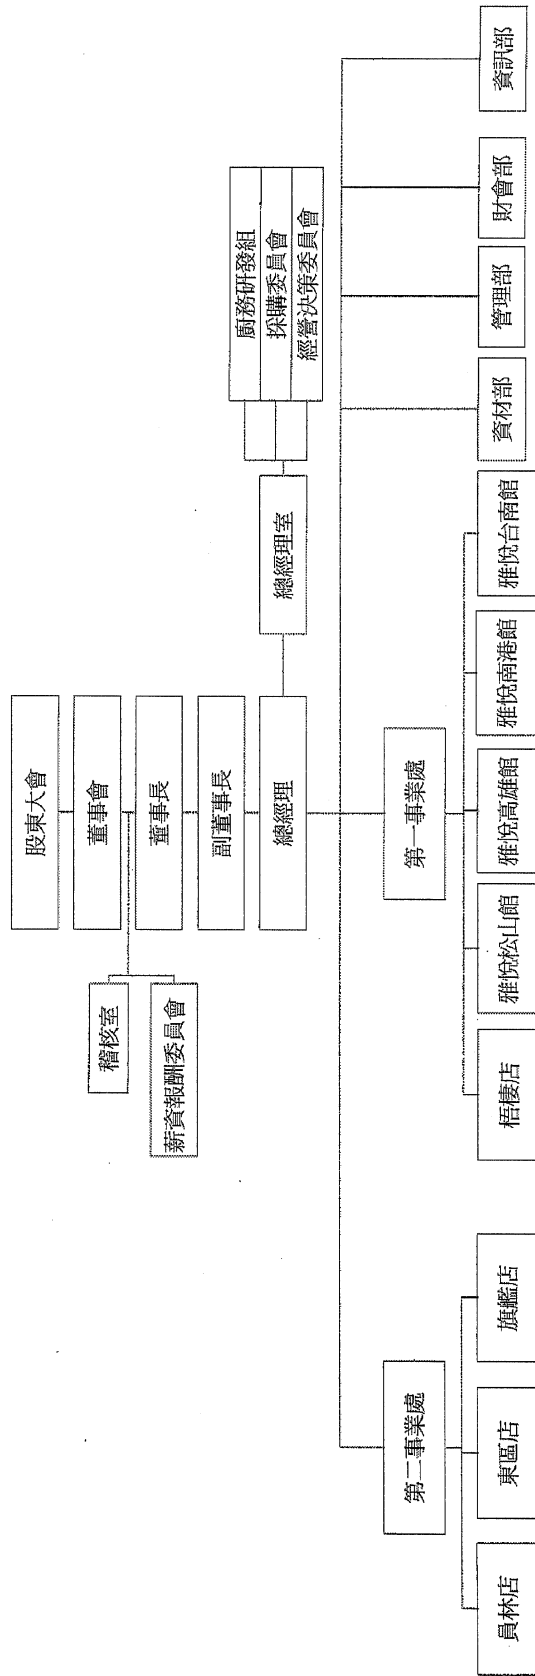 股東大會
董事會
稽核室
薪資報酬委員會
董事長
副董事長
總經理
總經理室
廚務研發組
採購委員會
經營決策委員會
第二事業處
第一事業處
員林店
東區店
旗艦店
梧棲店
雅悅松山館
雅悅高雄館
雅悅南港館
雅悅台南館
資材部
管理部
財會部
資訊部